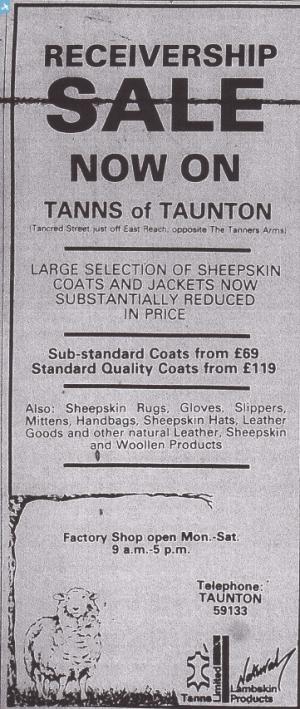 RECEIVERSHIP
SALE
NOW ON
TANNS of TAUNTON
(Tancred Street just off East Reach, opposite The Tanners Arms)
LARGE SELECTION OF SHEEPSKIN
COATS AND JACKETS NOW
SUBSTANTIALLY REDUCED
IN PRICE
Sub-standard Coats from £69
Standard Quality Coats from £119
Also: Sheepskin Rugs, Gloves, Slippers,
Mittens, Handbags, Sheepskin Hats, Leather
Goods and other natural Leather, Sheepskin
and Woollen Products
Factory Shop open Mon.-Sat.
9 a.m.-5 p.m.
Telephone:
TAUNTON
59133
Tanns
Limited
Natural
Lambskin
Products